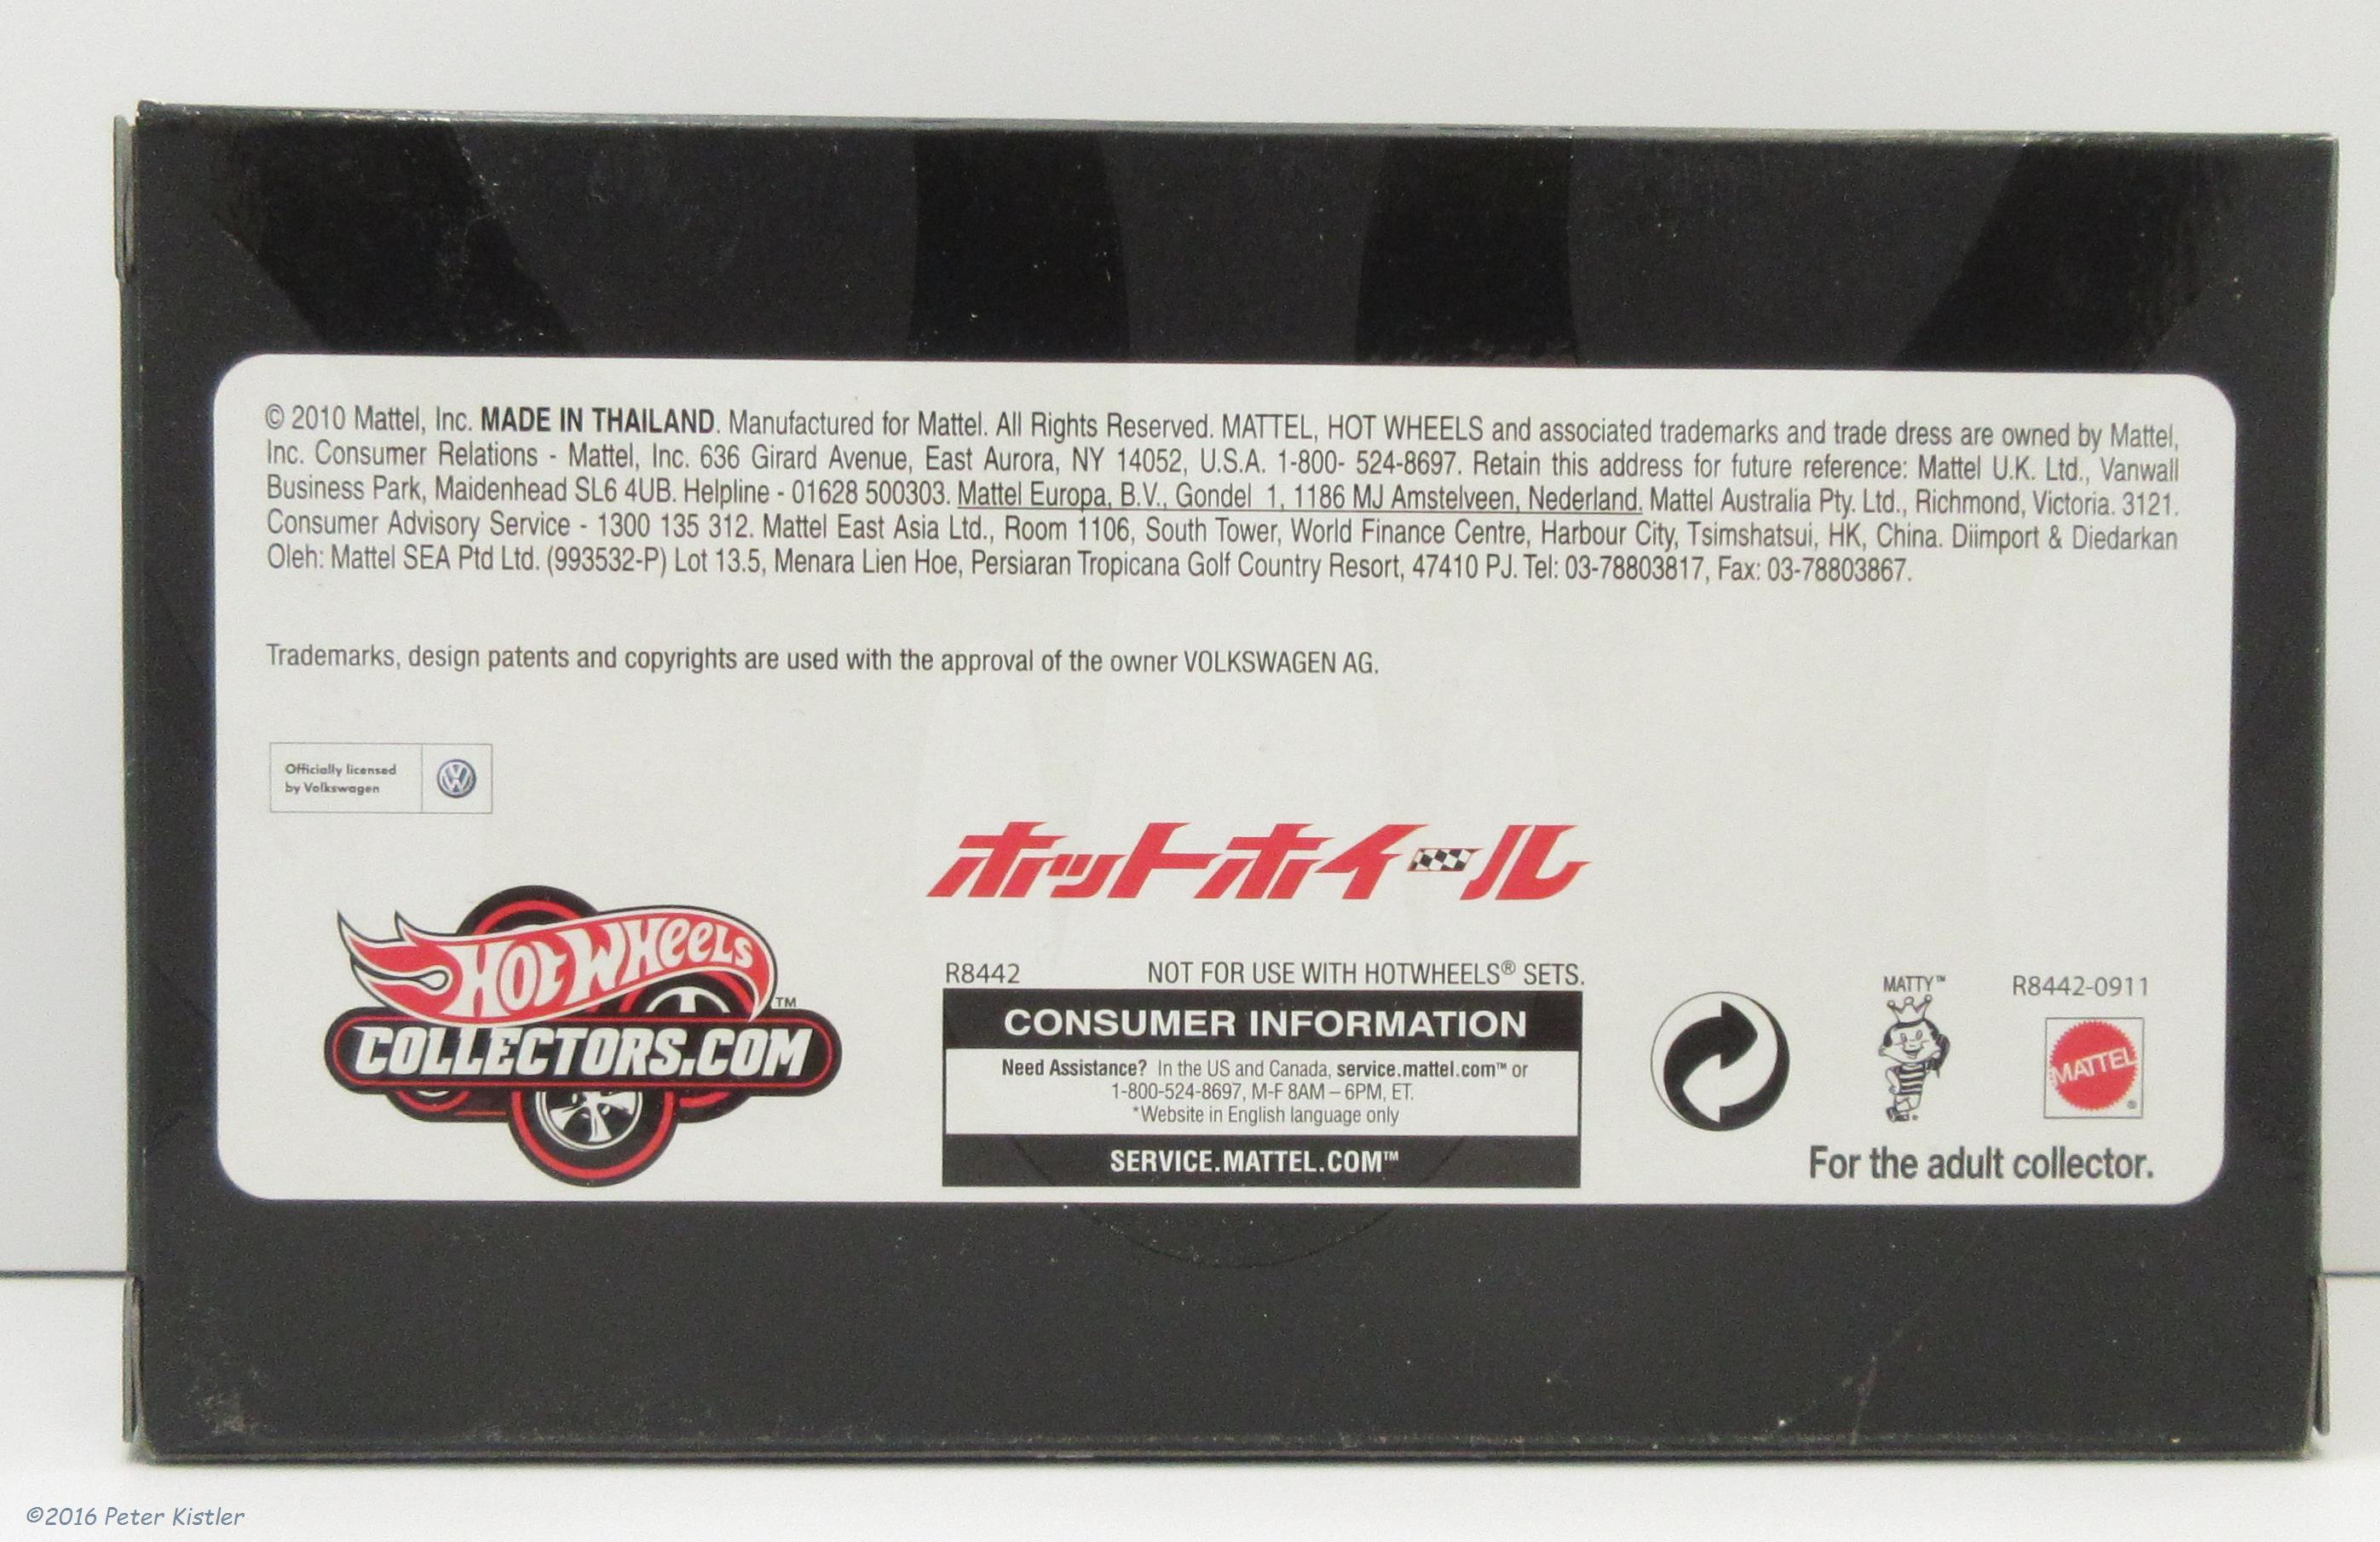 © 2010 Mattel, Inc. MADE IN THAILAND. Manufactured for Mattel. All Rights Reserved. MATTEL, HOT WHEELS and associated trademarks and trade dress are owned by Mattel,
Inc. Consumer Relations - Mattel, Inc. 636 Girard Avenue, East Aurora, NY 14052, U.S.A. 1-800- 524-8697. Retain this address for future reference: Mattel U.K. Ltd., Vanwall
Business Park, Maidenhead SL6 4UB. Helpline - 01628 500303. Mattel Europa, B.V., Gondel 1, 1186 MJ Amstelveen, Nederland. Mattel Australia Pty. Ltd., Richmond, Victoria. 3121.
Consumer Advisory Service - 1300 135 312. Mattel East Asia Ltd., Room 1106, South Tower, World Finance Centre, Harbour City, Tsimshatsui, HK, China. Diimport & Diedarkan
Oleh: Mattel SEA Ptd Ltd. (993532-P) Lot 13.5, Menara Lien Hoe, Persiaran Tropicana Golf Country Resort, 47410 PJ. Tel: 03-78803817, Fax: 03-78803867.
Trademarks, design patents and copyrights are used with the approval of the owner VOLKSWAGEN AG.
Officially licensed
by Volkswagen
VW
ホットホイール
HOT WHEELS
™
COLLECTORS.COM
R8442 NOT FOR USE WITH HOTWHEELS® SETS.
CONSUMER INFORMATION
Need Assistance? In the US and Canada, service.mattel.com™ or
1-800-524-8697, M-F 8AM – 6PM, ET.
*Website in English language only
SERVICE.MATTEL.COM™
MATTY™
R8442-0911
MATTEL
®
For the adult collector.
©2016 Peter Kistler